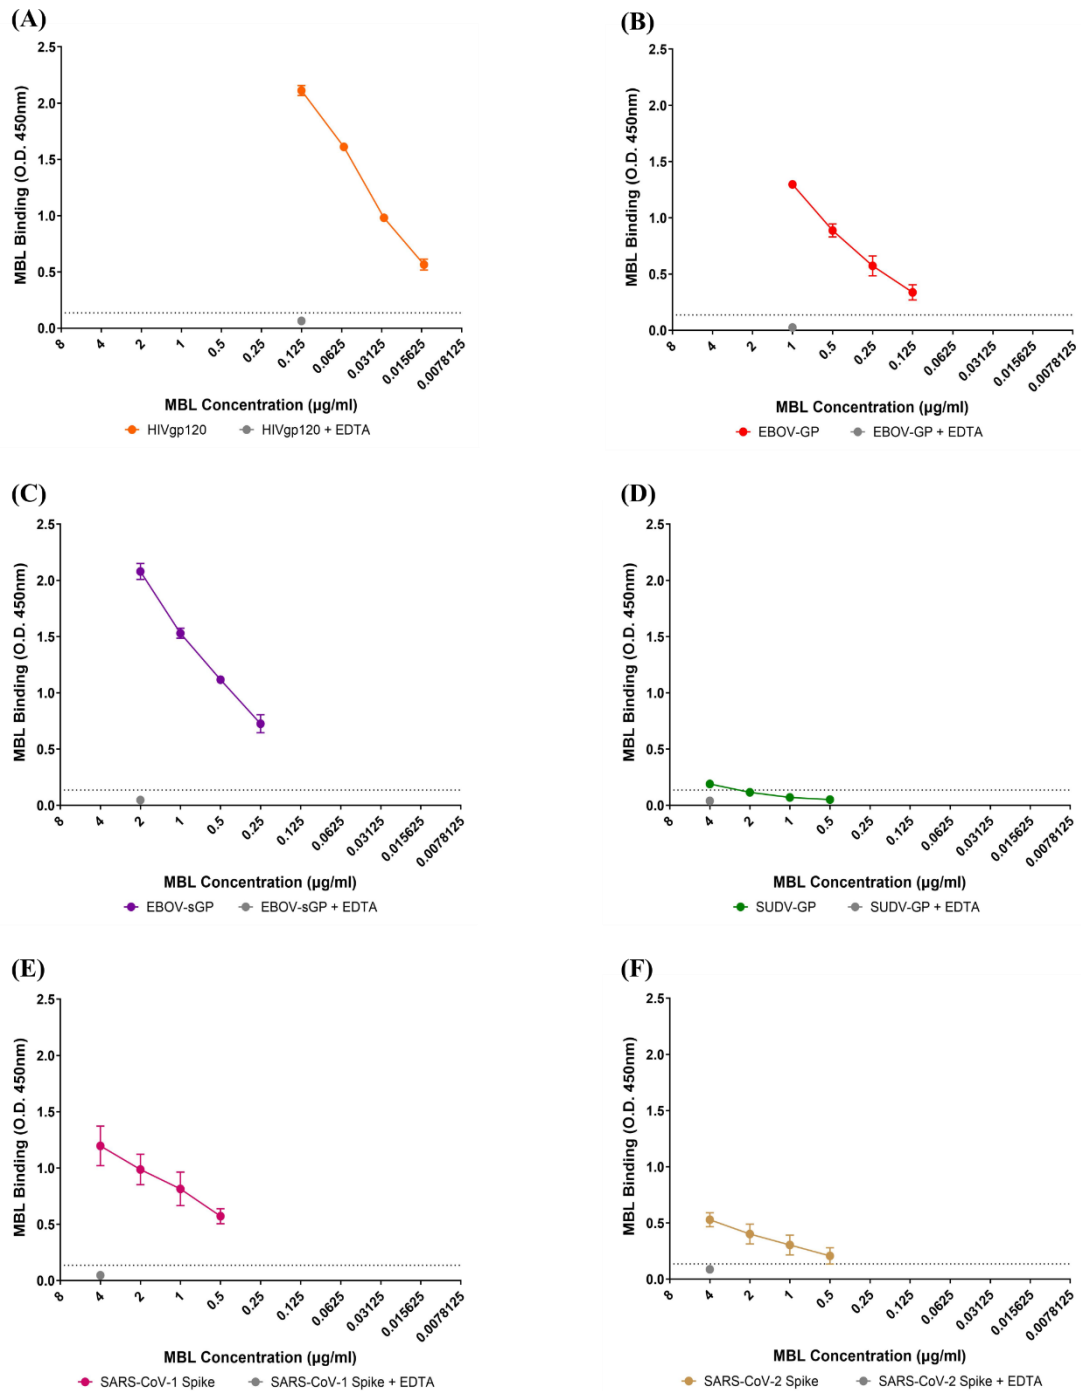 (A)
2.5
2.0
1.5
1.0
0.5
0.0
MBL Binding (O.D. 450nm)
8 4 2 1 0.5 0.25 0.125 0.0625 0.03125 0.015625 0.0078125
MBL Concentration (µg/ml)
HIVgp120 HIVgp120 + EDTA
(B)
2.5
2.0
1.5
1.0
0.5
0.0
MBL Binding (O.D. 450nm)
8 4 2 1 0.5 0.25 0.125 0.0625 0.03125 0.015625 0.0078125
MBL Concentration (µg/ml)
EBOV-GP EBOV-GP + EDTA
(C)
2.5
2.0
1.5
1.0
0.5
0.0
MBL Binding (O.D. 450nm)
8 4 2 1 0.5 0.25 0.125 0.0625 0.03125 0.015625 0.0078125
MBL Concentration (µg/ml)
EBOV-sGP EBOV-sGP + EDTA
(D)
2.5
2.0
1.5
1.0
0.5
0.0
MBL Binding (O.D. 450nm)
8 4 2 1 0.5 0.25 0.125 0.0625 0.03125 0.015625 0.0078125
MBL Concentration (µg/ml)
SUDV-GP SUDV-GP + EDTA
(E)
2.5
2.0
1.5
1.0
0.5
0.0
MBL Binding (O.D. 450nm)
8 4 2 1 0.5 0.25 0.125 0.0625 0.03125 0.015625 0.0078125
MBL Concentration (µg/ml)
SARS-CoV-1 Spike SARS-CoV-1 Spike + EDTA
(F)
2.5
2.0
1.5
1.0
0.5
0.0
MBL Binding (O.D. 450nm)
8 4 2 1 0.5 0.25 0.125 0.0625 0.03125 0.015625 0.0078125
MBL Concentration (µg/ml)
SARS-CoV-2 Spike SARS-CoV-2 Spike + EDTA